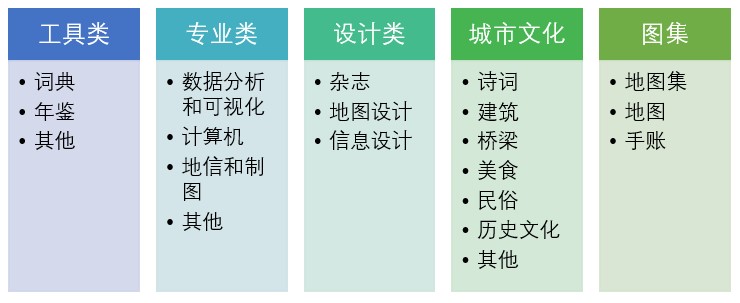 工具类
• 词典
• 年鉴
• 其他
专业类
• 数据分析
和可视化
• 计算机
• 地信和制
图
• 其他
设计类
• 杂志
• 地图设计
• 信息设计
城市文化
• 诗词
• 建筑
• 桥梁
• 美食
• 民俗
• 历史文化
• 其他
图集
• 地图集
• 地图
• 手账